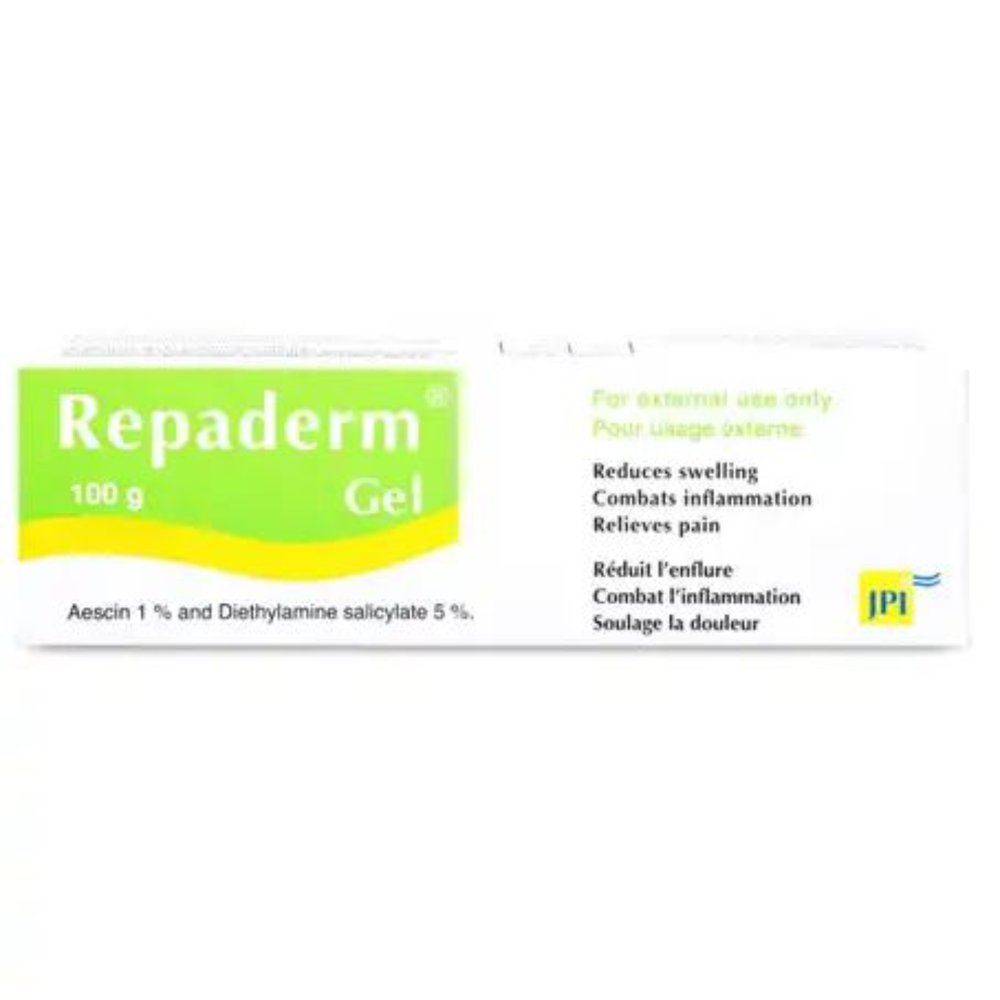 Repaderm®
100 g Gel
Aescin 1 % and Diethylamine salicylate 5 %.
For external use only
Pour usage externe
Reduces swelling
Combats inflammation
Relieves pain
Réduit l'enflure
Combat l'inflammation
Soulage la douleur
JPI